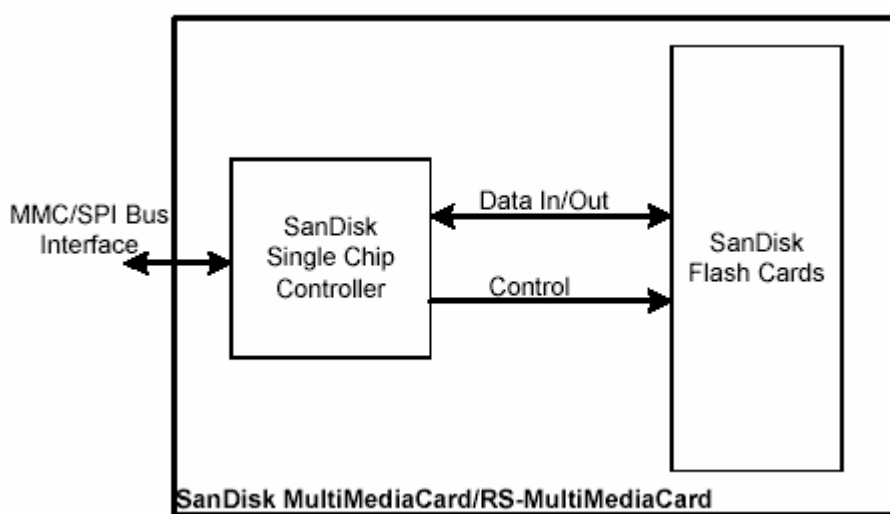 MMC/SPI Bus
Interface
SanDisk
Single Chip
Controller
Data In/Out
Control
SanDisk
Flash Cards
SanDisk MultiMediaCard/RS-MultiMediaCard